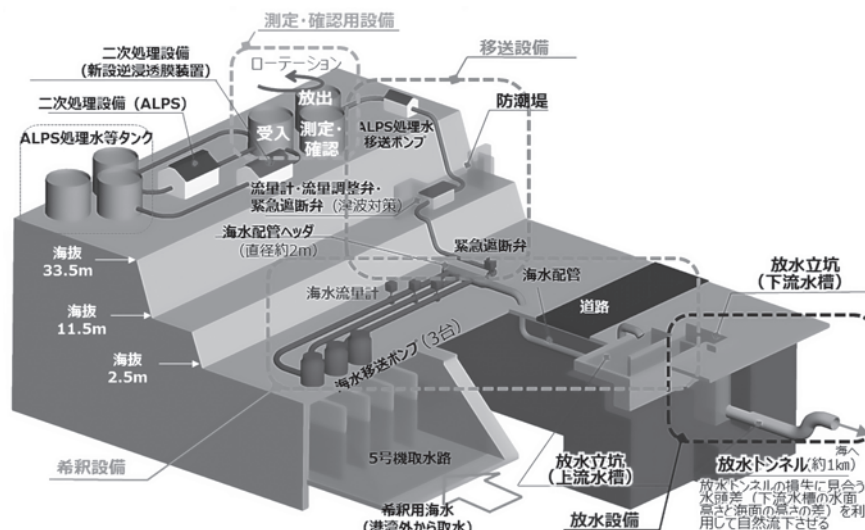 測定・確認用設備
二次処理設備
(新設逆浸透膜装置)
ローテーション
移送設備
二次処理設備（ALPS）
放出
防潮堤
ALPS処理水等タンク
受入
測定・
確認
ALPS処理水
移送ポンプ
流量計・流量調整弁・
緊急遮断弁（津波対策）
海水配管ヘッダ
(直径約2m)
緊急遮断弁
海抜
33.5m
海水流量計
海水配管
放水立坑
(下流水槽)
道路
海抜
11.5m
海抜
2.5m
海水移送ポンプ(3台)
希釈設備
5号機取水路
放水立坑
(上流水槽)
海へ
放水トンネル(約1km)
希釈用海水
(港湾外から取水)
放水設備
放水トンネルの損失に見合う
水頭差（下流水槽の水面
高さと海面の高さの差）を利
用して自然流下させる